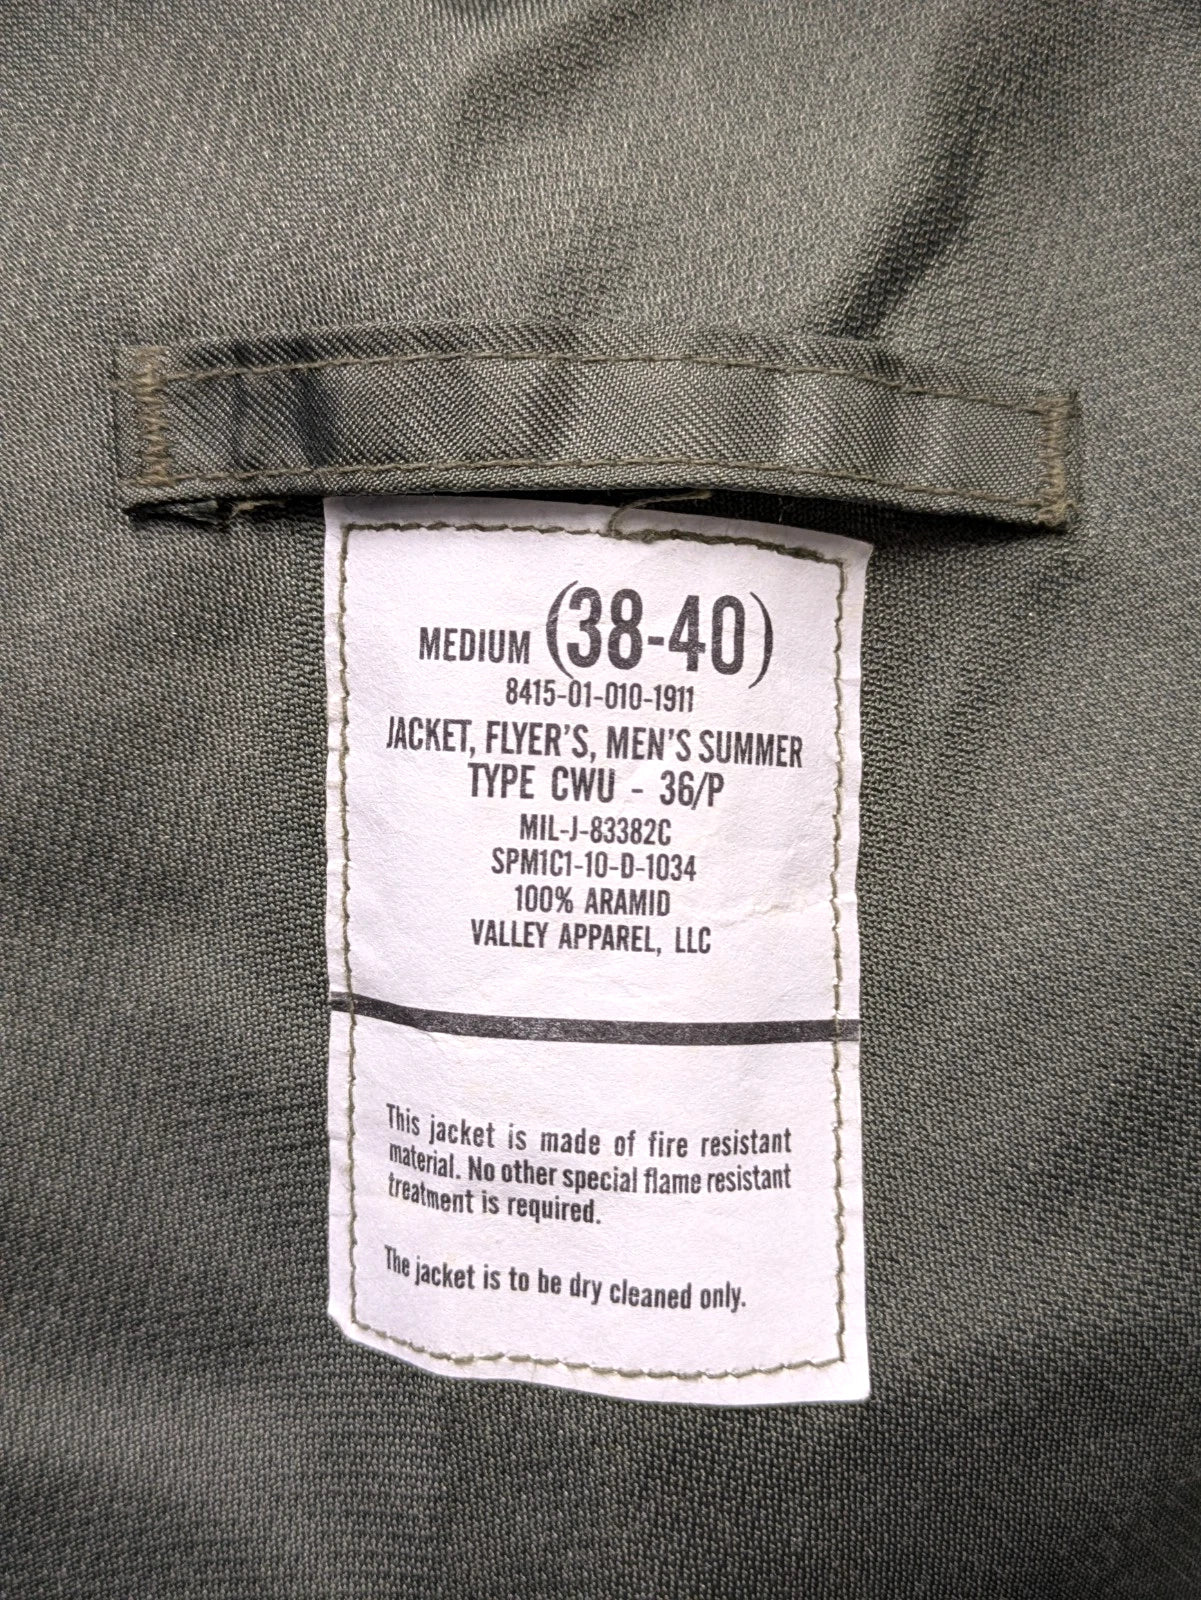 MEDIUM (38-40)
8415-01-010-1911
JACKET, FLYER'S, MEN'S SUMMER
TYPE CWU - 36/P
MIL-J-83382C
SPM1C1-10-D-1034
100% ARAMID
VALLEY APPAREL, LLC
This jacket is made of fire resistant
material. No other special flame resistant
treatment is required.
The jacket is to be dry cleaned only.